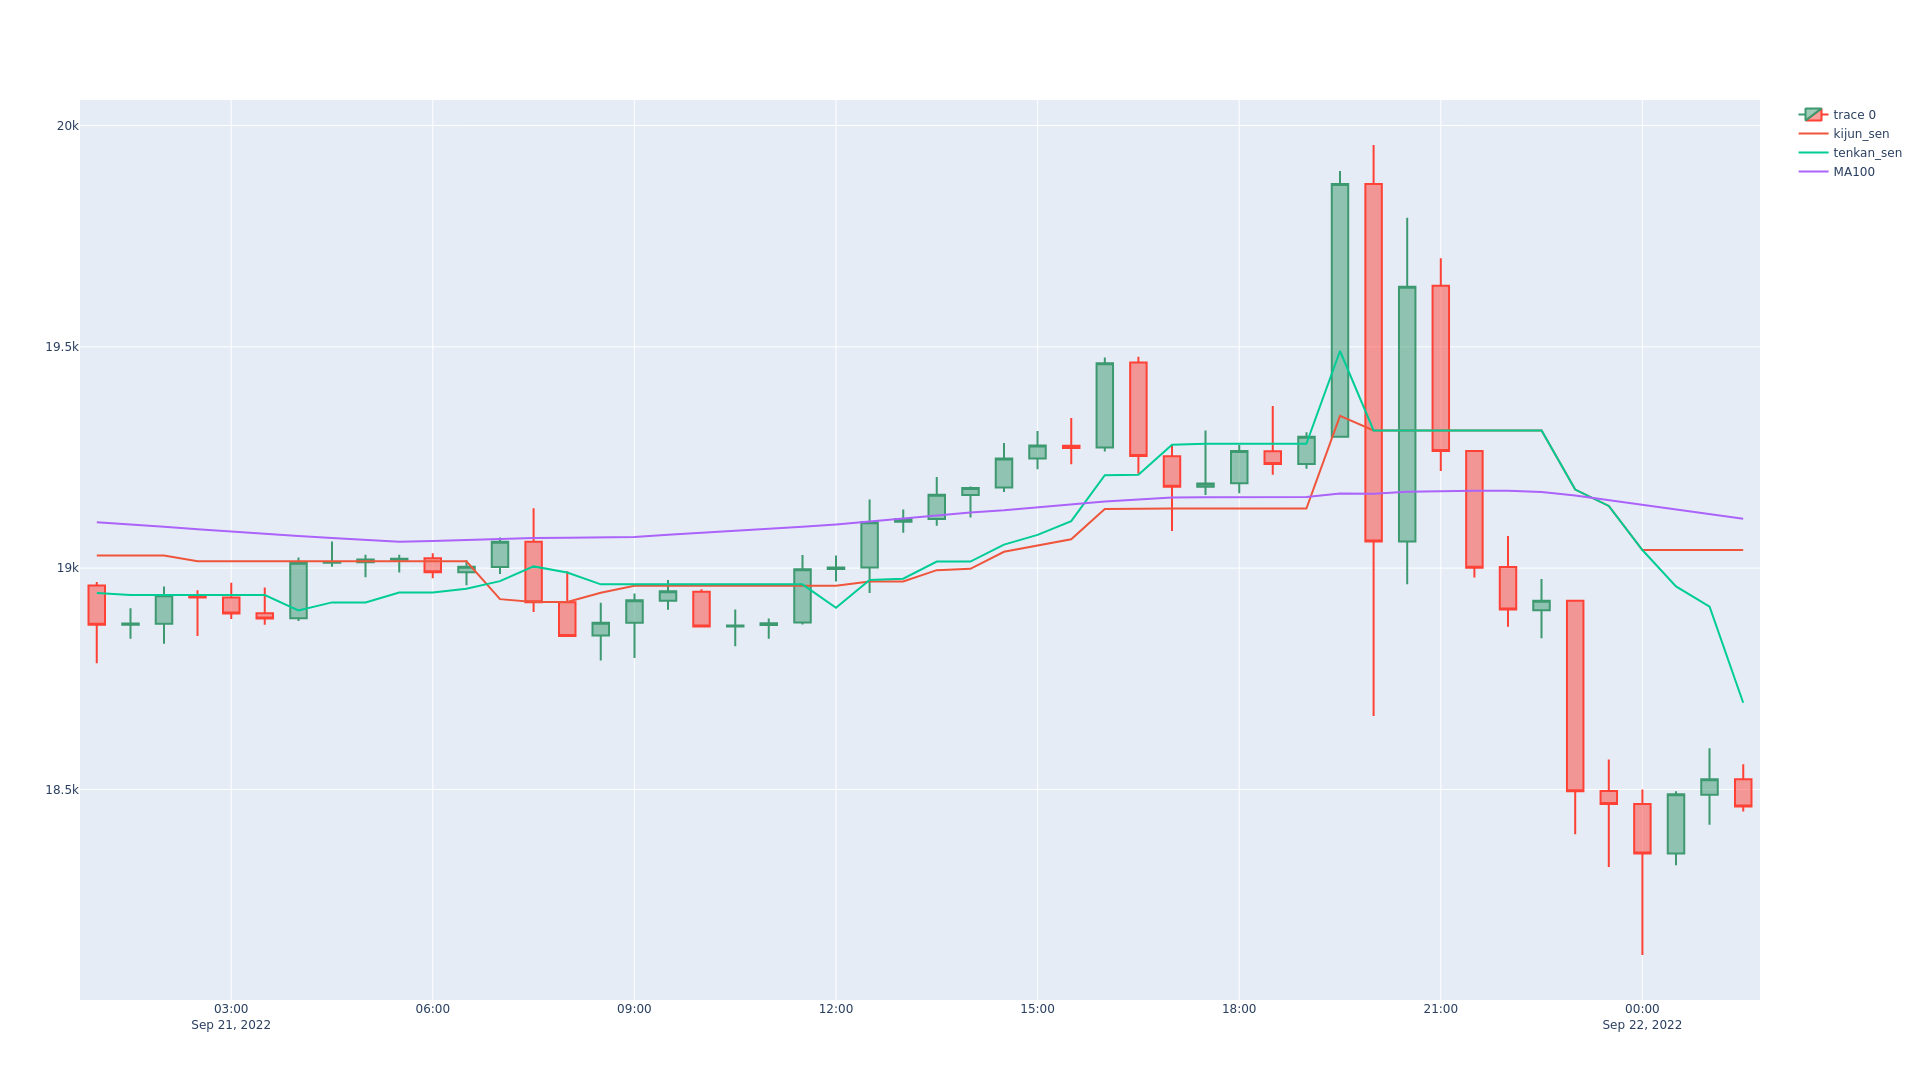 20k
19.5k
19k
18.5k
03:00
Sep 21, 2022
06:00
09:00
12:00
15:00
18:00
21:00
00:00
Sep 22, 2022
trace 0
kijun_sen
tenkan_sen
MA100